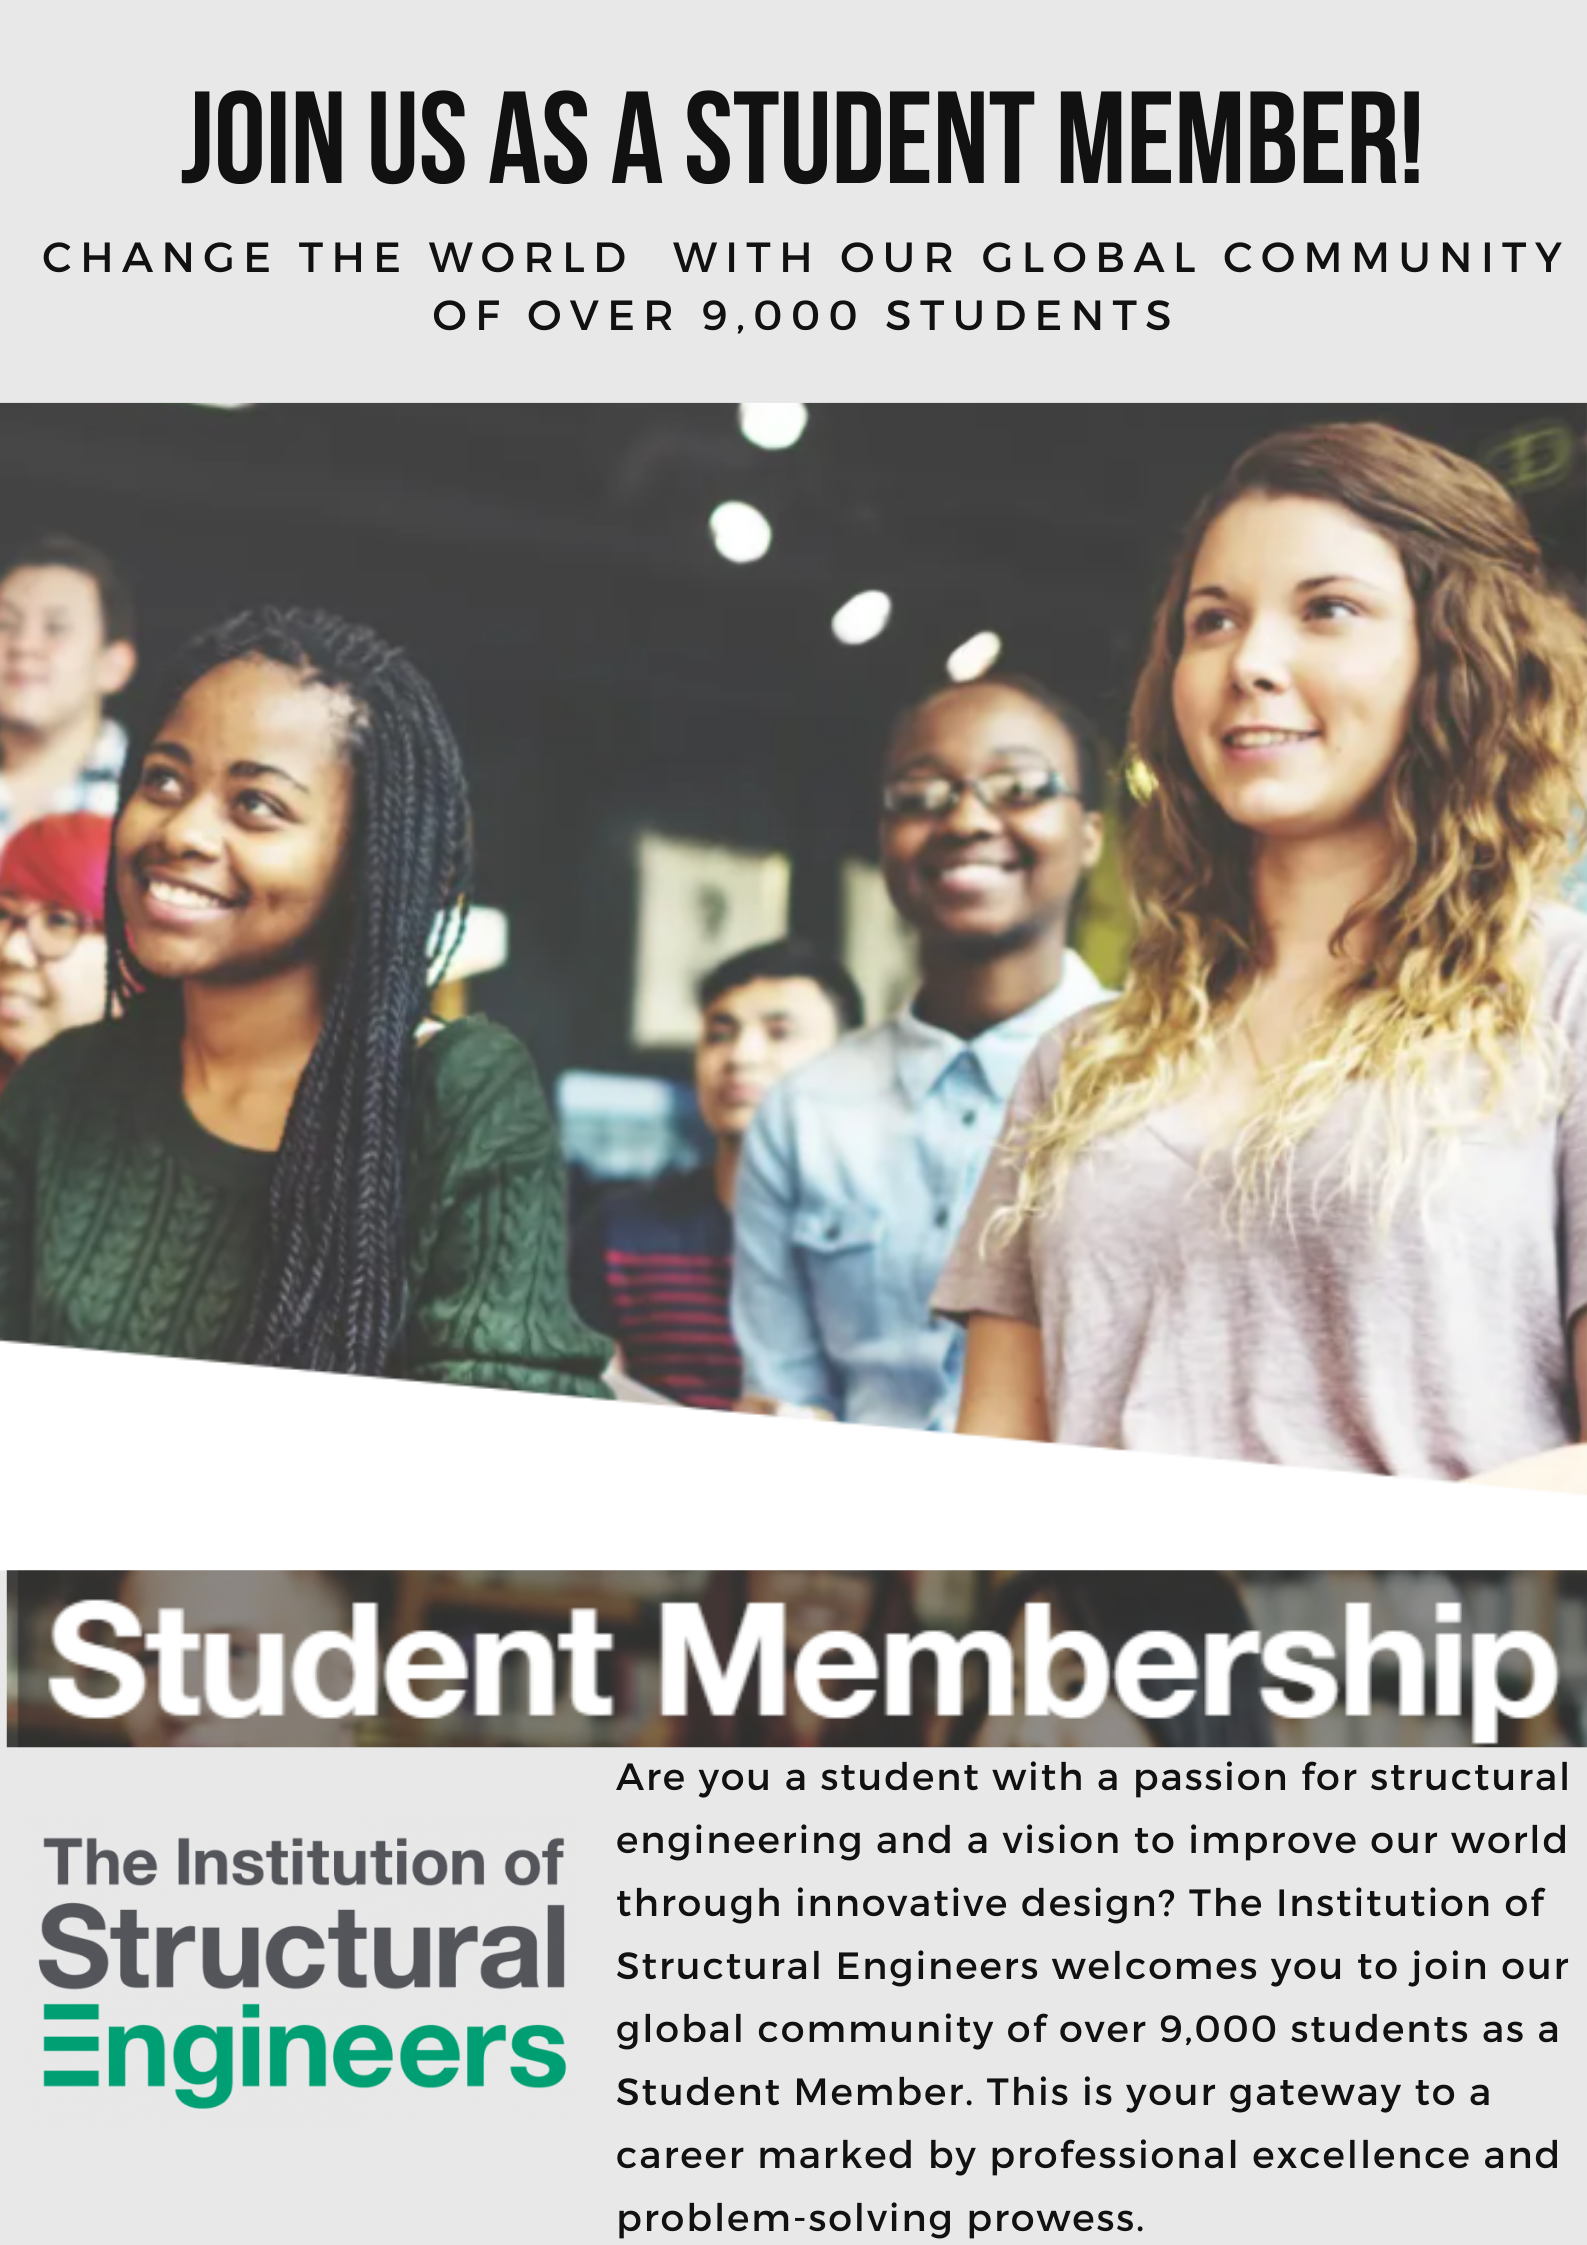 JOIN US AS A STUDENT MEMBER!
CHANGE THE WORLD WITH OUR GLOBAL COMMUNITY
OF OVER 9,000 STUDENTS
Student Membership
The Institution of
Structural
Engineers
Are you a student with a passion for structural
engineering and a vision to improve our world
through innovative design? The Institution of
Structural Engineers welcomes you to join our
global community of over 9,000 students as a
Student Member. This is your gateway to a
career marked by professional excellence and
problem-solving prowess.